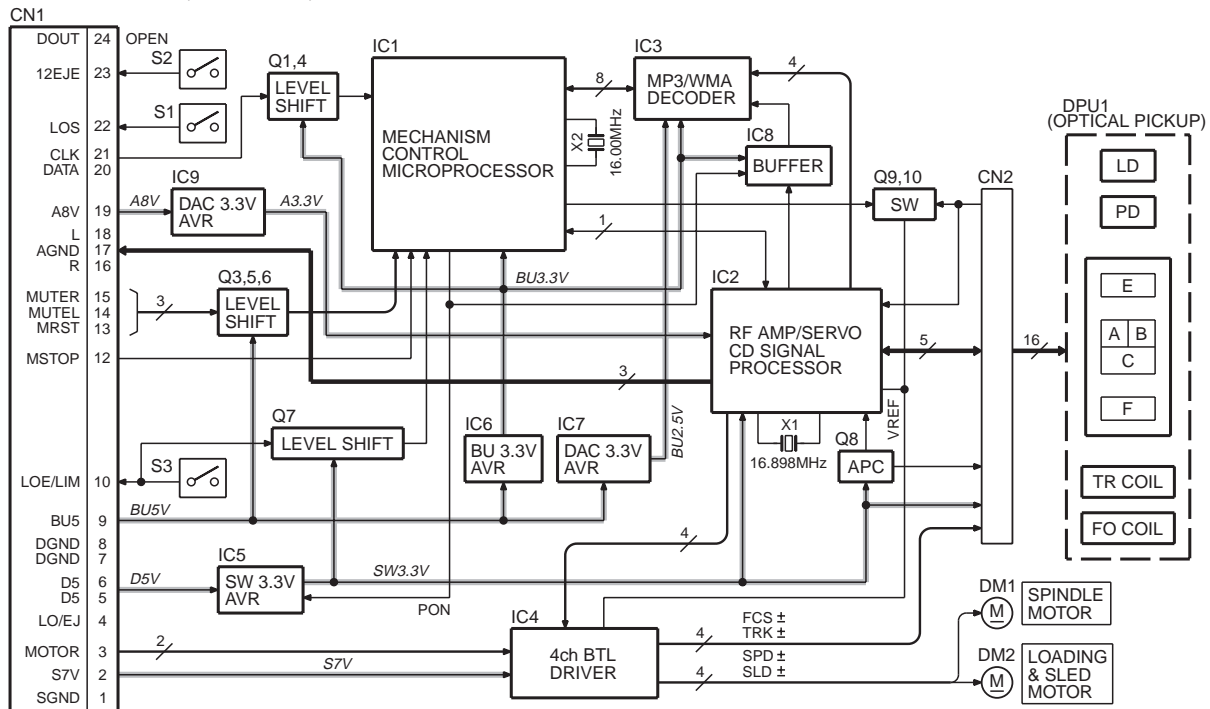 CN1
DOUT 24 OPEN
12EJE 23
S2
LOS 22
S1
CLK 21
DATA 20
A8V 19
L 18
AGND 17
R 16
MUTER 15
MUTEL 14
MRST 13
MSTOP 12
LOE/LIM 10
BU5 9
DGND 8
DGND 7
D5 6
D5 5
LO/EJ 4
MOTOR 3
S7V 2
SGND 1
Q1,4
LEVEL
SHIFT
IC9
A8V
DAC 3.3V
AVR
A3.3V
Q3,5,6
3
LEVEL
SHIFT
Q7
LEVEL SHIFT
S3
BU5V
IC5
D5V
SW 3.3V
AVR
SW3.3V
PON
2
S7V
IC1
MECHANISM
CONTROL
MICROPROCESSOR
X2
16.00MHz
8
IC3
MP3/WMA
DECODER
4
IC8
BUFFER
Q9,10
SW
1
BU3.3V
IC2
RF AMP/SERVO
CD SIGNAL
PROCESSOR
3
5
IC6
BU 3.3V
AVR
IC7
DAC 3.3V
AVR
BU2.5V
X1
16.898MHz
Q8
APC
VREF
4
IC4
4ch BTL
DRIVER
FCS ±
4 TRK ±
SPD ±
4 SLD ±
CN2
16
DPU1
(OPTICAL PICKUP)
LD
PD
E
A B
C
F
TR COIL
FO COIL
DM1
M
SPINDLE
MOTOR
DM2
M
LOADING
& SLED
MOTOR